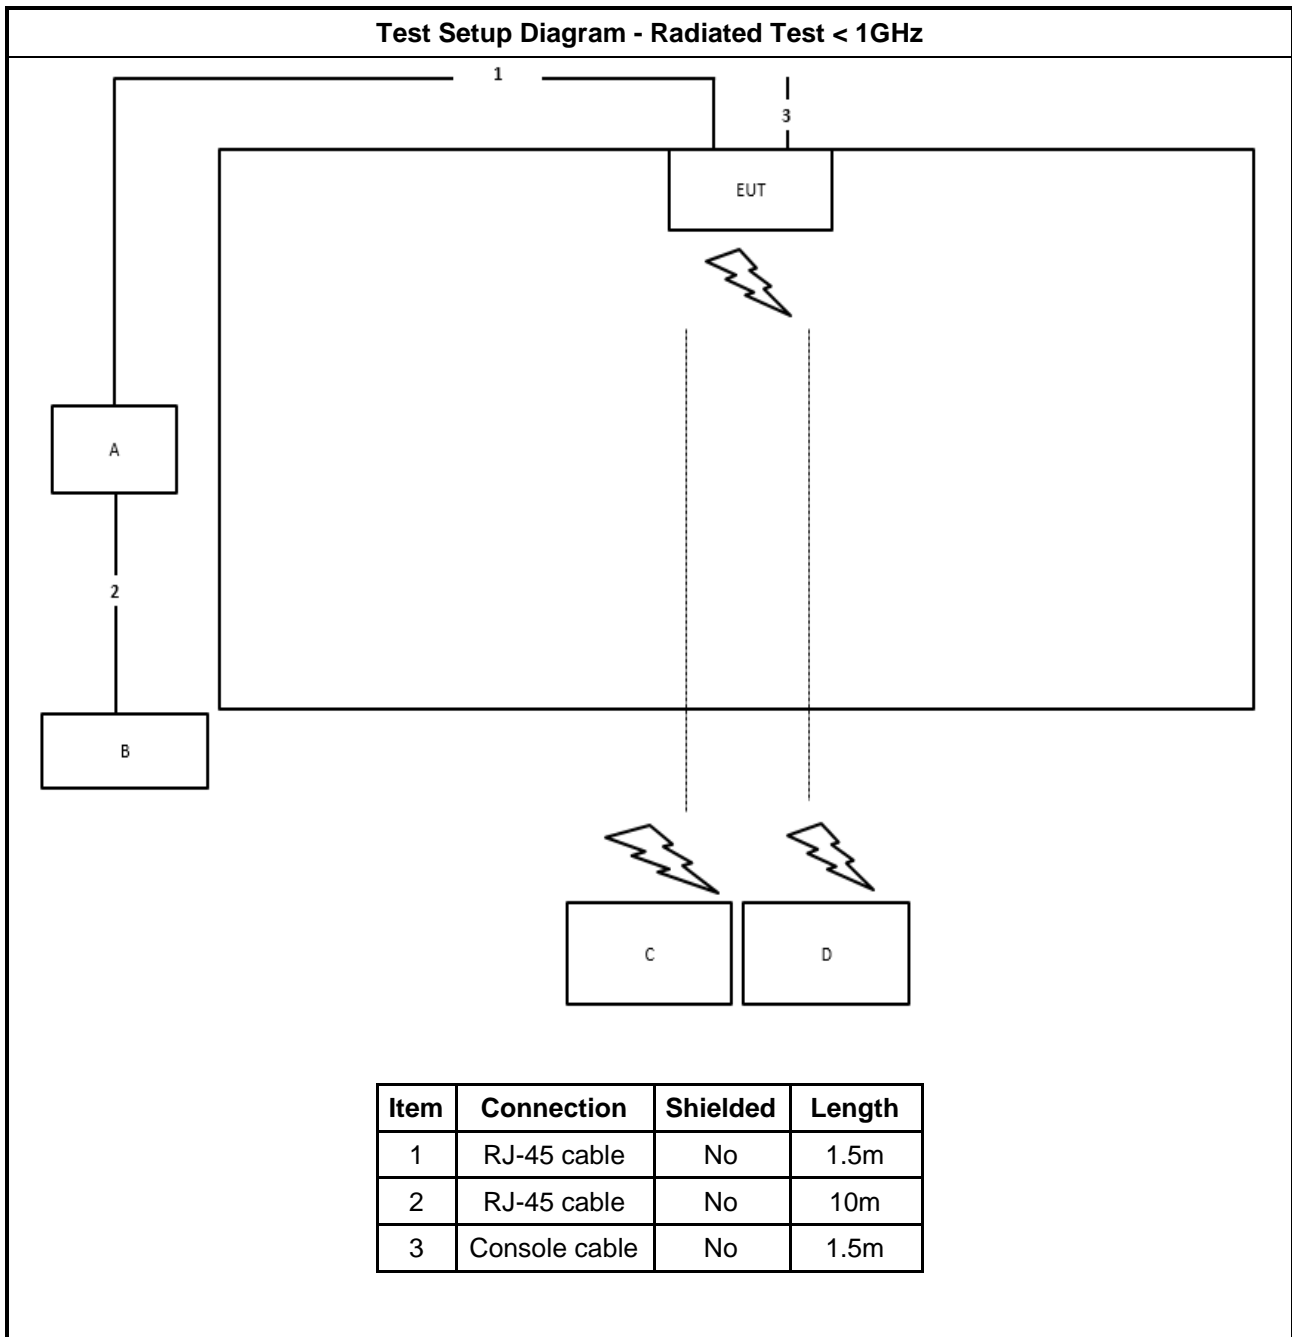 Test Setup Diagram - Radiated Test < 1GHz
1
3
EUT
A
2
B
C D
Item Connection Shielded Length
1 RJ-45 cable No 1.5m
2 RJ-45 cable No 10m
3 Console cable No 1.5m